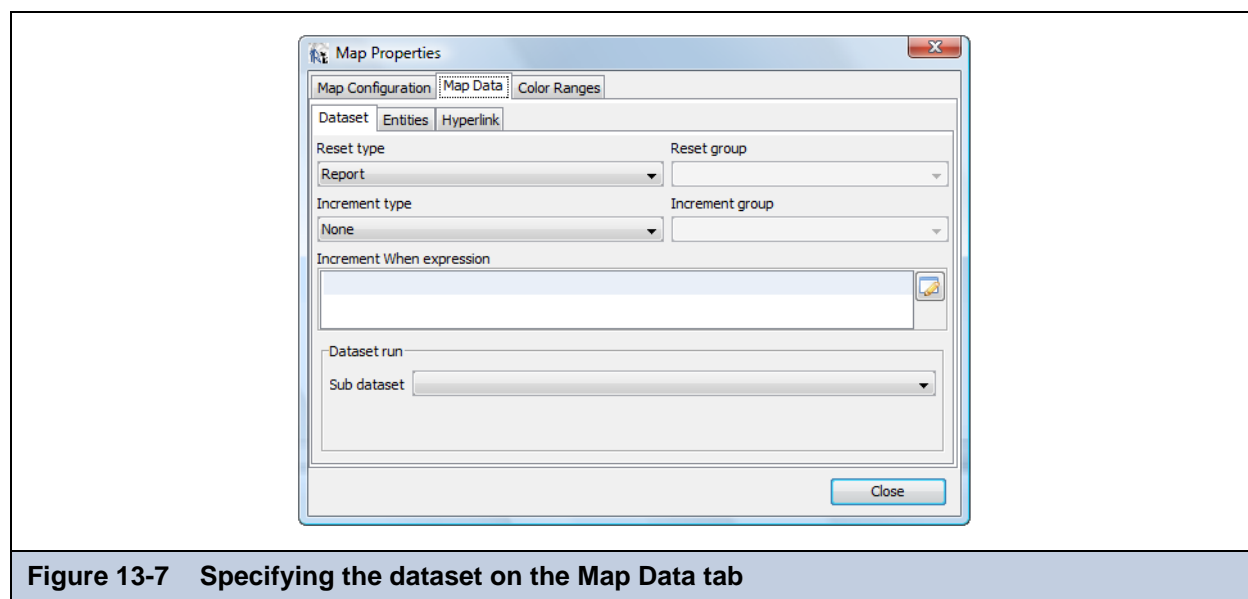 Map Properties
Map Configuration Map Data Color Ranges
Dataset Entities Hyperlink
Reset type Reset group
Report
Increment type Increment group
None
Increment When expression
Dataset run
Sub dataset
Close
Figure 13-7 Specifying the dataset on the Map Data tab